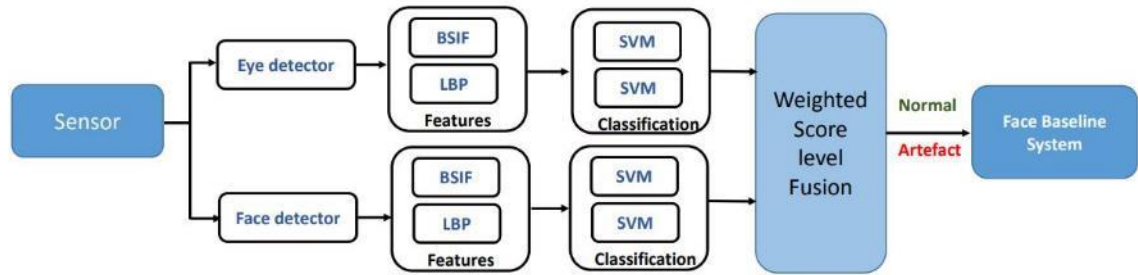 Sensor
Eye detector
BSIF
LBP
Features
SVM
SVM
Classification
Face detector
BSIF
LBP
Features
SVM
SVM
Classification
Weighted
Score
level
Fusion
Normal
Artefact
Face Baseline
System